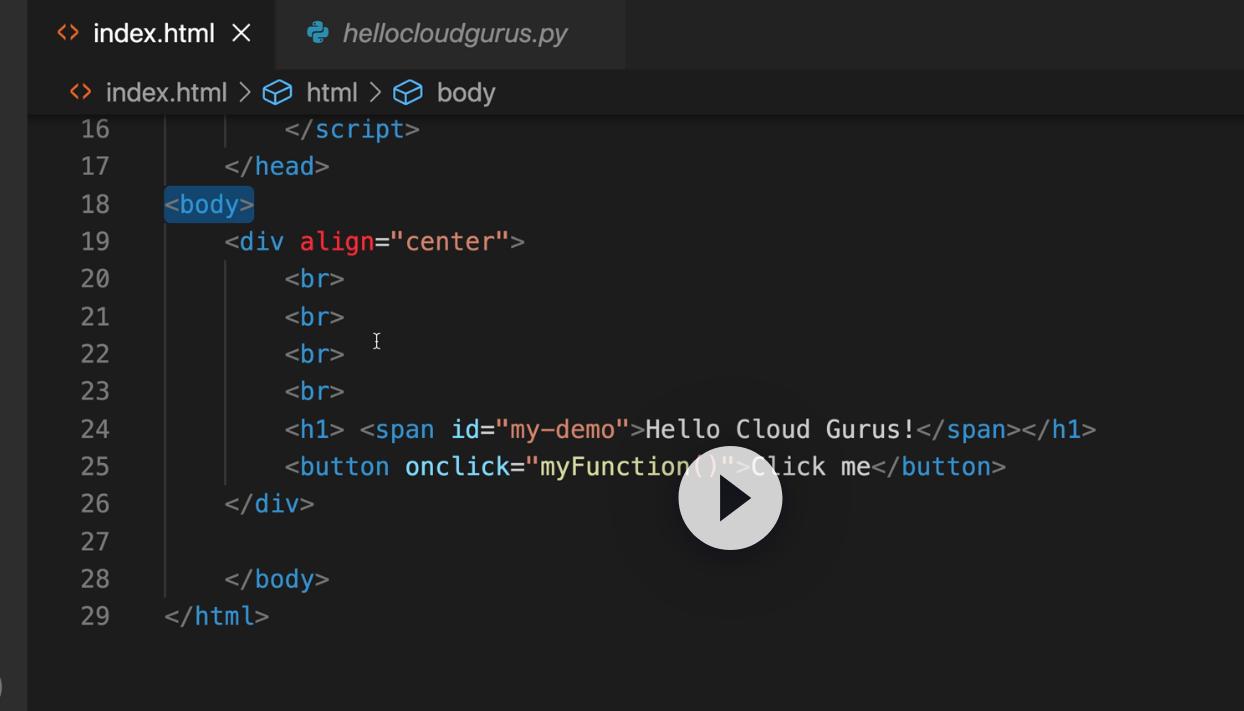 index.html hellocloudgurus.py
index.html > html > body
16 </script>
17 </head>
18 <body>
19 <div align="center">
20 <br>
21 <br>
22 <br>
23 <br>
24 <h1> <span id="my-demo">Hello Cloud Gurus!</span></h1>
25 <button onclick="myFunction()">Click me</button>
26 </div>
27
28 </body>
29 </html>